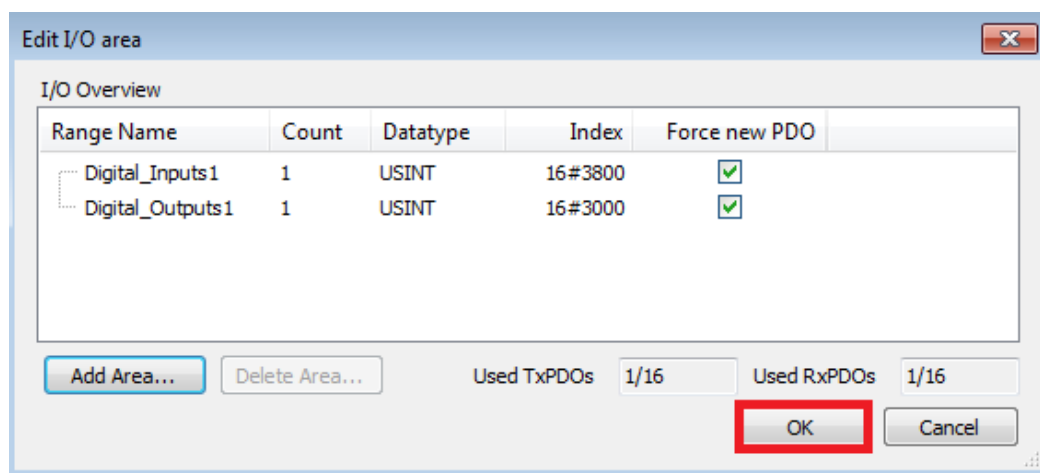 Edit I/O area
I/O Overview
Range Name Count Datatype Index Force new PDO
Digital_Inputs1 1 USINT 16#3800
Digital_Outputs1 1 USINT 16#3000
Add Area... Delete Area... Used TxPDOs 1/16 Used RxPDOs 1/16
OK Cancel